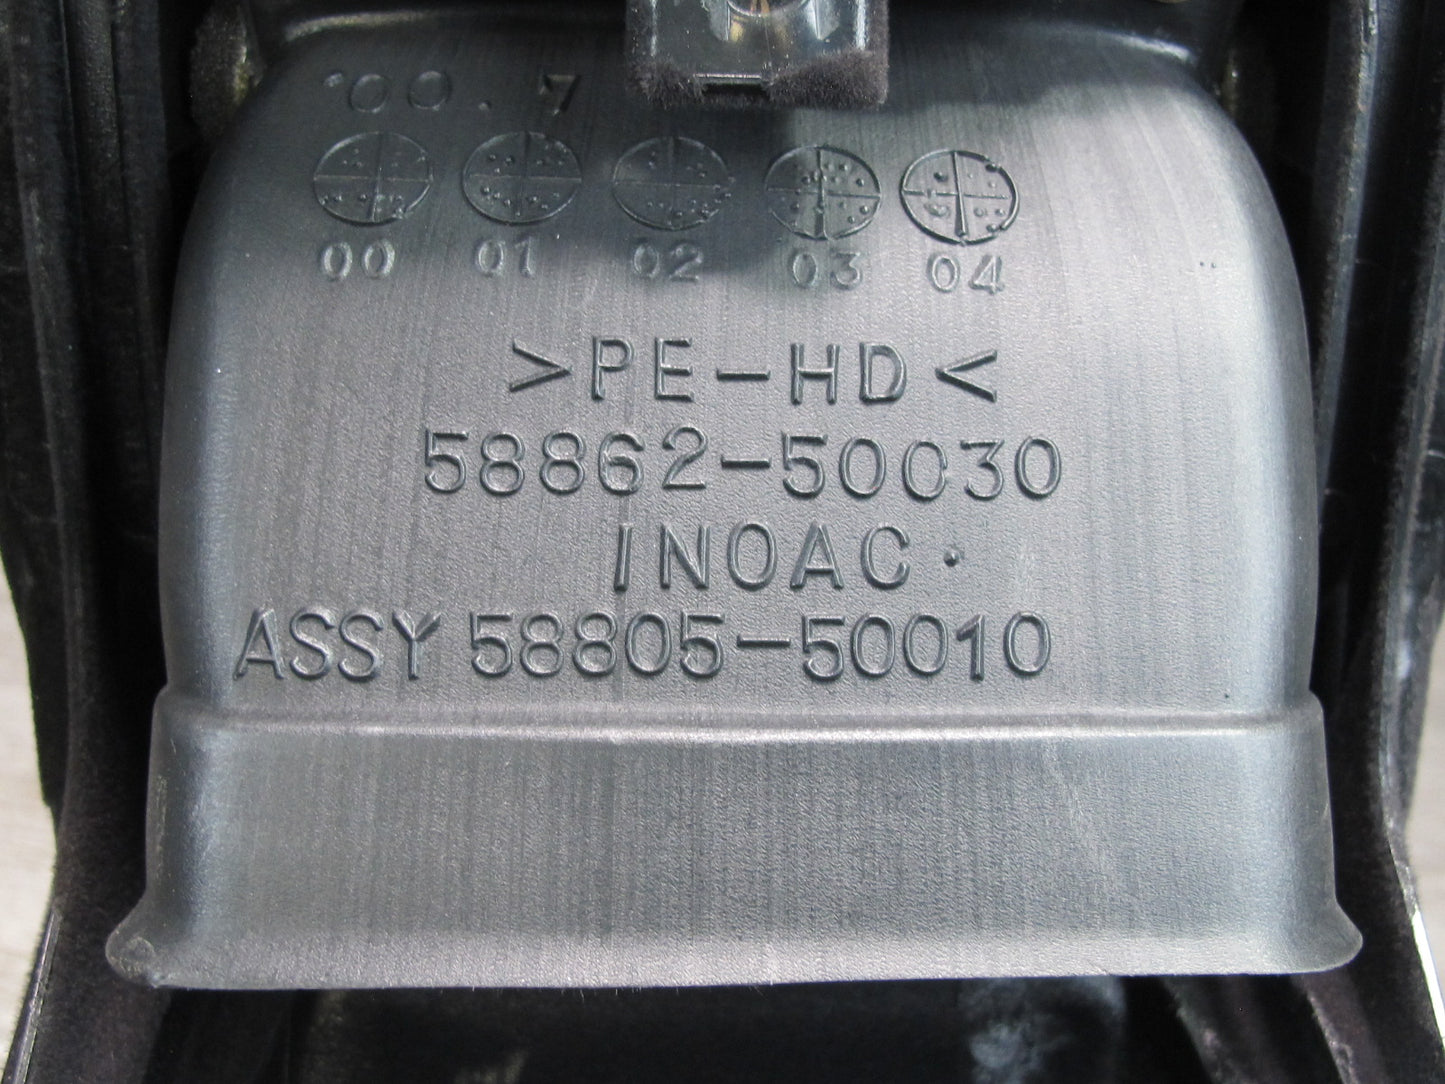 '00.7
00 01 02 03 04
>PE-HD<
58862-50030
INOAC.
ASSY 58805-50010